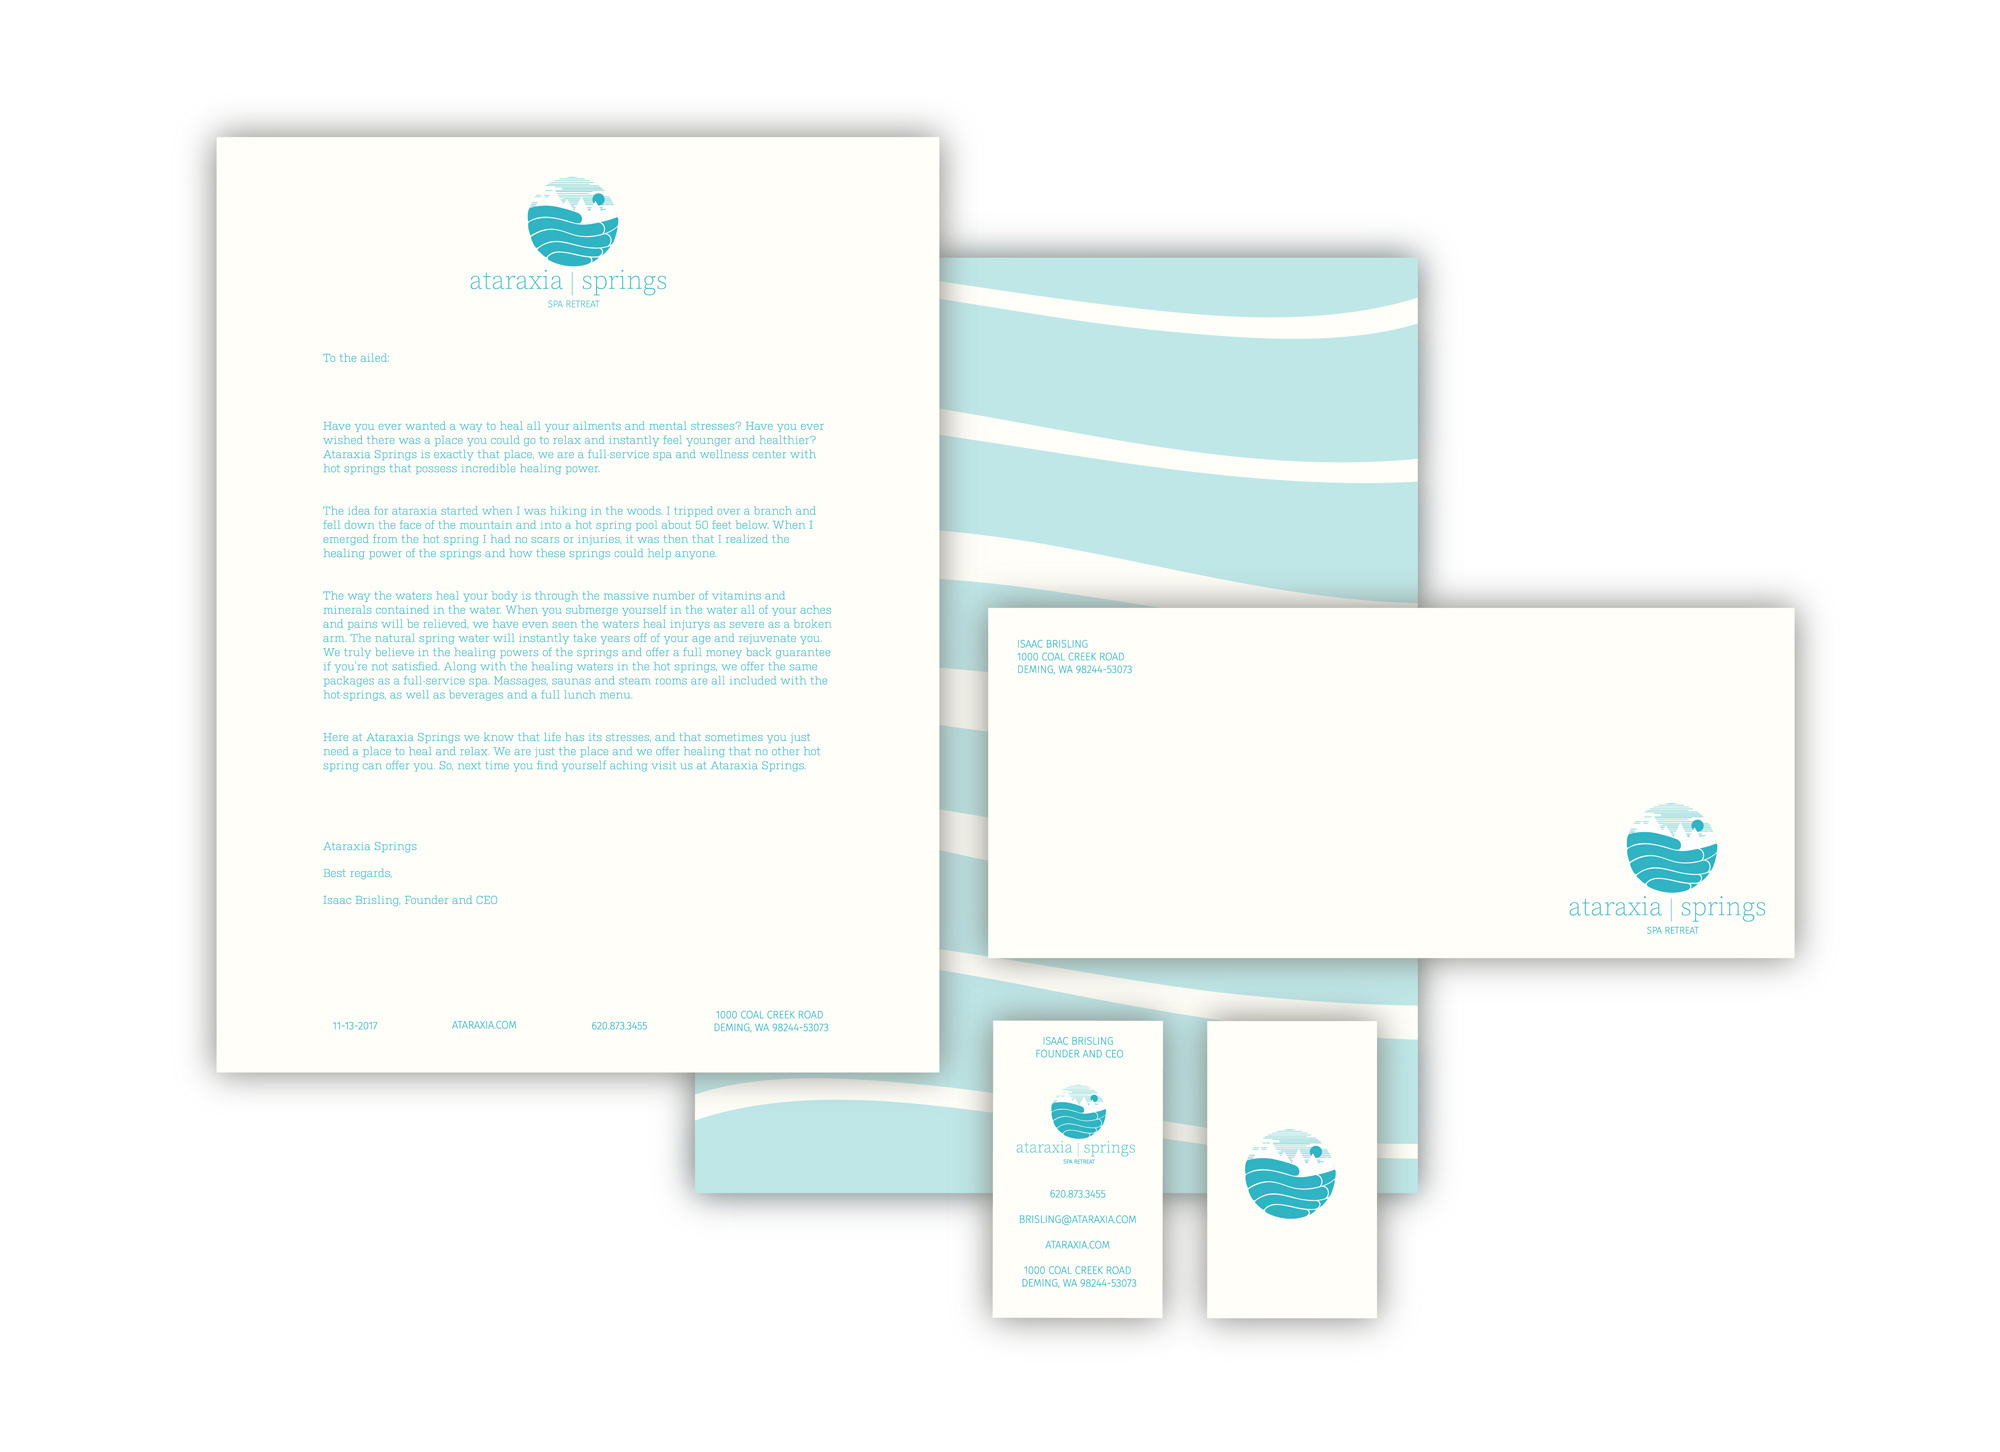 ataraxia | springs
SPA RETREAT
To the ailed:
Have you ever wanted a way to heal all your ailments and mental stresses? Have you ever
wished there was a place you could go to relax and instantly feel younger and healthier?
Ataraxia Springs is exactly that place, we are a full-service spa and wellness center with
hot springs that possess incredible healing power.
The idea for ataraxia started when I was hiking in the woods. I tripped over a branch and
fell down the face of the mountain and into a hot spring pool about 50 feet below. When I
emerged from the hot spring I had no scars or injuries, it was then that I realized the
healing power of the springs and how these springs could help anyone.
The way the waters heal your body is through the massive number of vitamins and
minerals contained in the water. When you submerge yourself in the water all of your aches
and pains will be relieved, we have even seen the waters heal injurys as severe as a broken
arm. The natural spring water will instantly take years off of your age and rejuvenate you.
We truly believe in the healing powers of the springs and offer a full money back guarantee
if you're not satisfied. Along with the healing waters in the hot springs, we offer the same
packages as a full-service spa. Massages, saunas and steam rooms are all included with the
hot-springs, as well as beverages and a full lunch menu.
Here at Ataraxia Springs we know that life has its stresses, and that sometimes you just
need a place to heal and relax. We are just the place and we offer healing that no other hot
spring can offer you. So, next time you find yourself aching visit us at Ataraxia Springs.
Ataraxia Springs
Best regards,
Isaac Brisling, Founder and CEO
11-13-2017
ATARAXIA.COM
620.873.3455
1000 COAL CREEK ROAD
DEMING, WA 98244-53073
ISAAC BRISLING
1000 COAL CREEK ROAD
DEMING, WA 98244-53073
ataraxia | springs
SPA RETREAT
ISAAC BRISLING
FOUNDER AND CEO
ataraxia | springs
SPA RETREAT
620.873.3455
BRISLING@ATARAXIA.COM
ATARAXIA.COM
1000 COAL CREEK ROAD
DEMING, WA 98244-53073